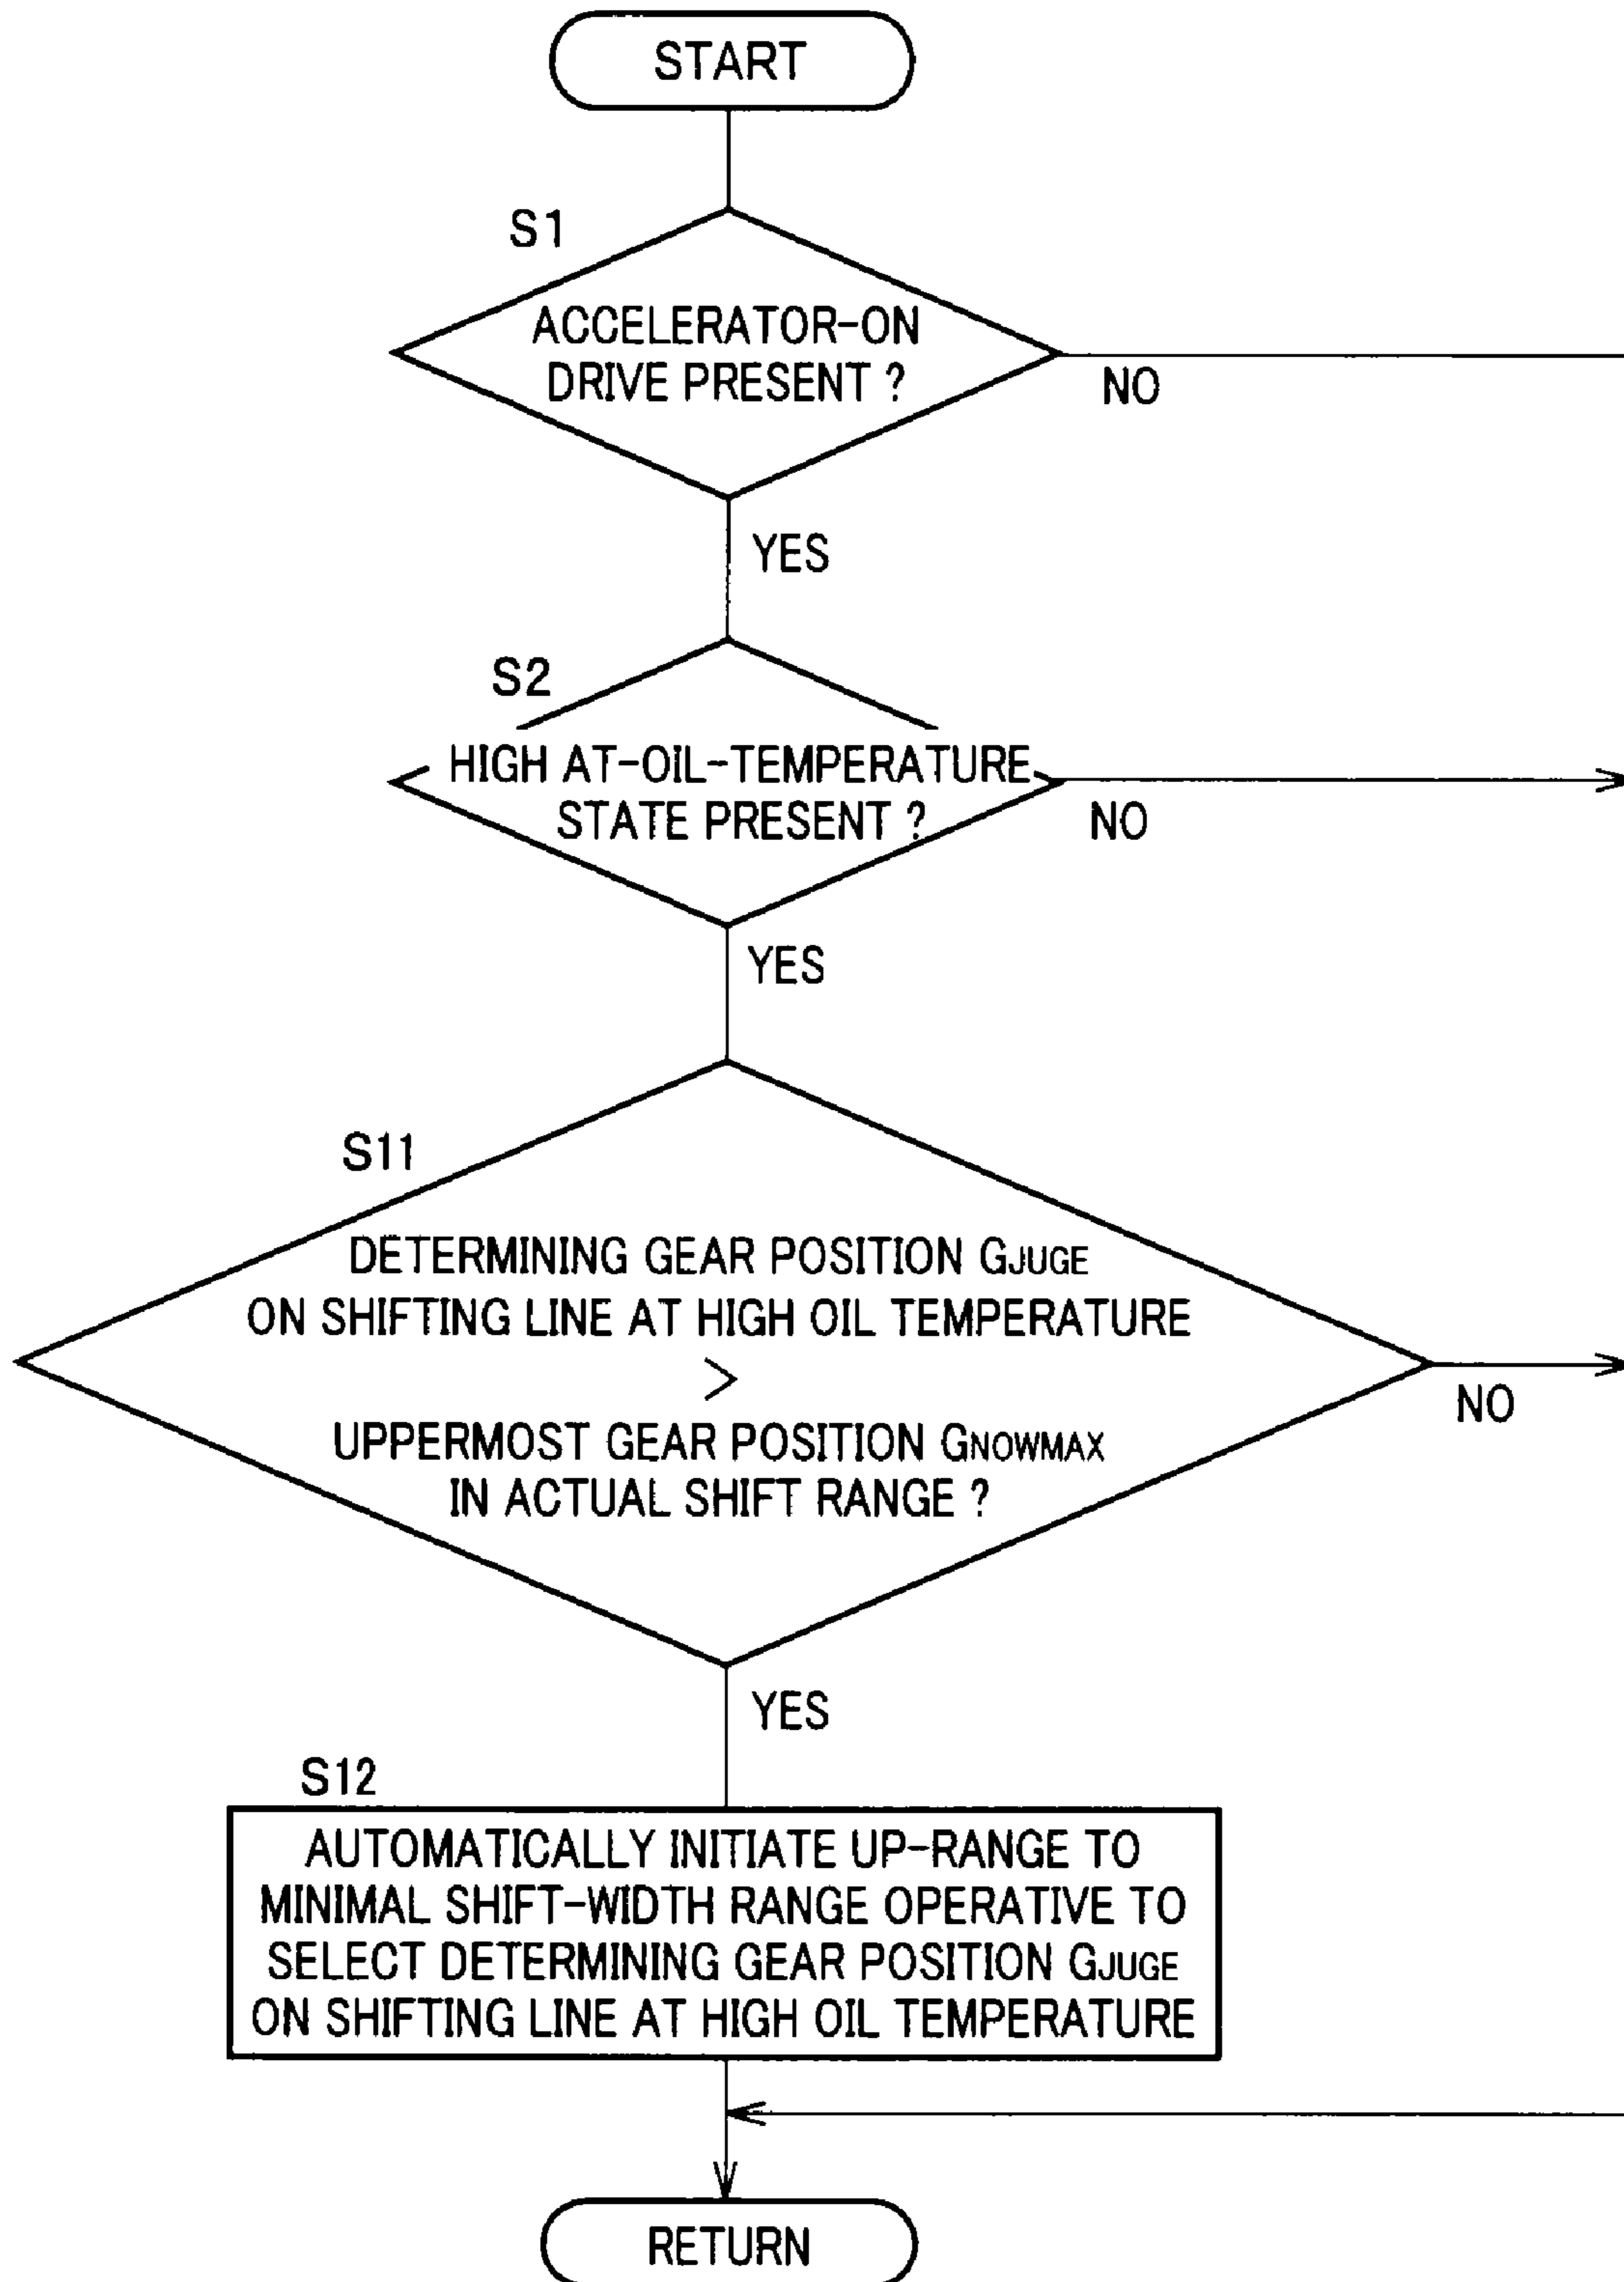 START
S1
ACCELERATOR-ON
DRIVE PRESENT ?
NO
YES
S2
HIGH AT-OIL-TEMPERATURE
STATE PRESENT ?
NO
YES
S11
DETERMINING GEAR POSITION GJUGE
ON SHIFTING LINE AT HIGH OIL TEMPERATURE
>
UPPERMOST GEAR POSITION GNOWMAX
IN ACTUAL SHIFT RANGE ?
NO
YES
S12
AUTOMATICALLY INITIATE UP-RANGE TO
MINIMAL SHIFT-WIDTH RANGE OPERATIVE TO
SELECT DETERMINING GEAR POSITION GJUGE
ON SHIFTING LINE AT HIGH OIL TEMPERATURE
RETURN